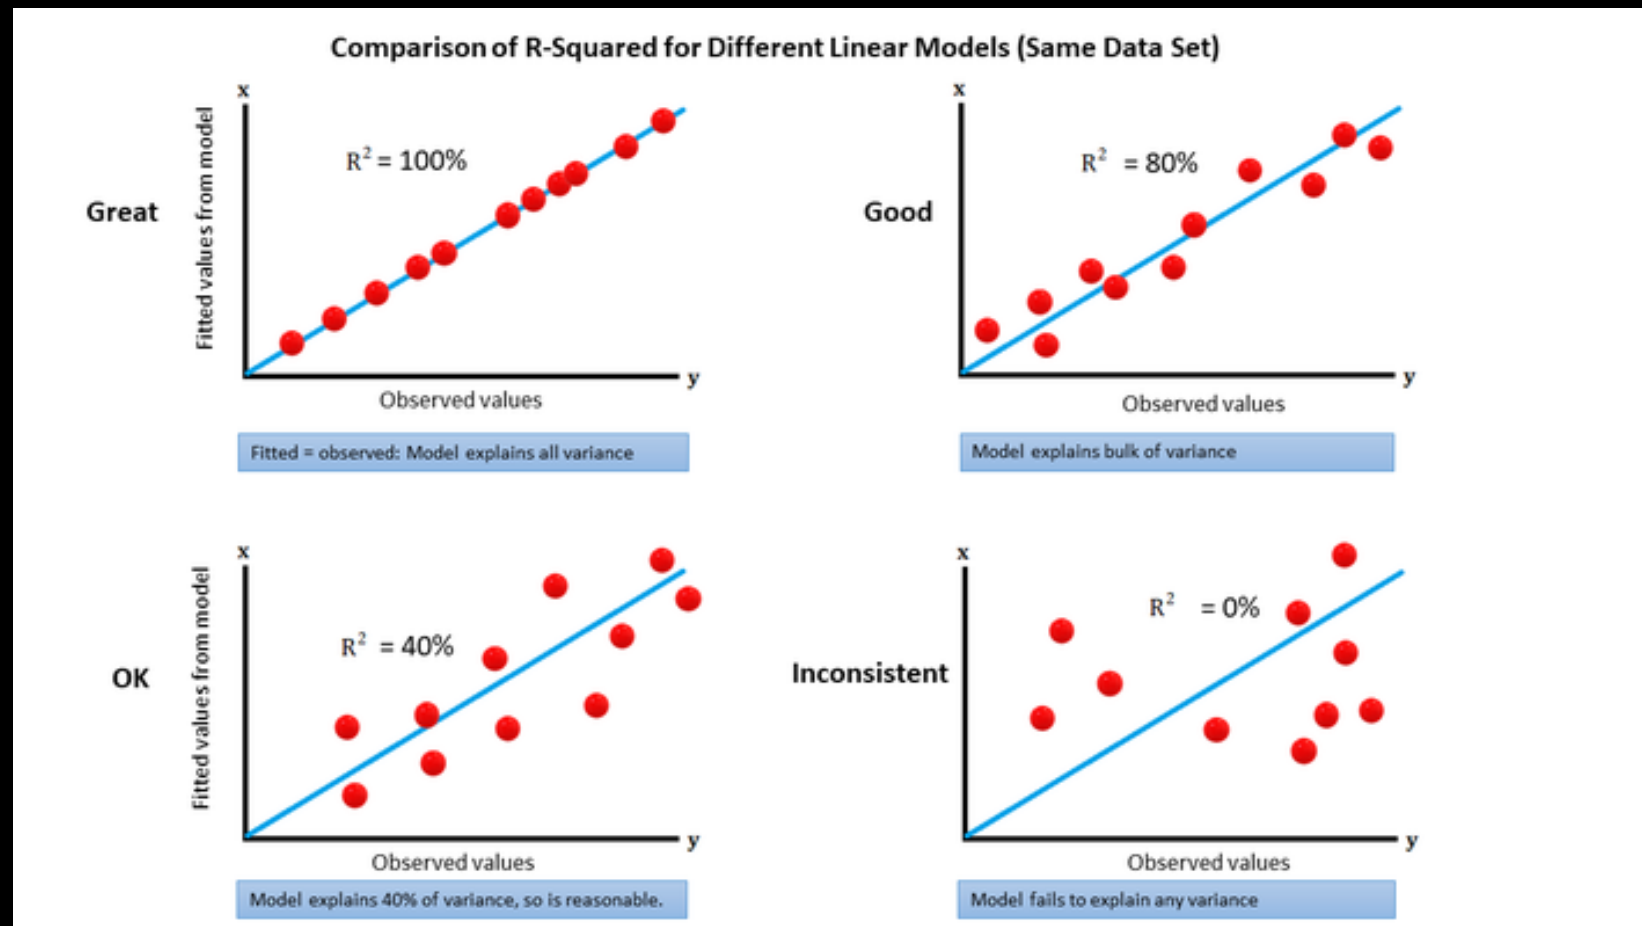 Comparison of R-Squared for Different Linear Models (Same Data Set)
Great
x
Fitted values from model
R² = 100%
y
Observed values
Fitted = observed: Model explains all variance
Good
x
R² = 80%
y
Observed values
Model explains bulk of variance
OK
x
Fitted values from model
R² = 40%
y
Observed values
Model explains 40% of variance, so is reasonable.
Inconsistent
x
R² = 0%
y
Observed values
Model fails to explain any variance